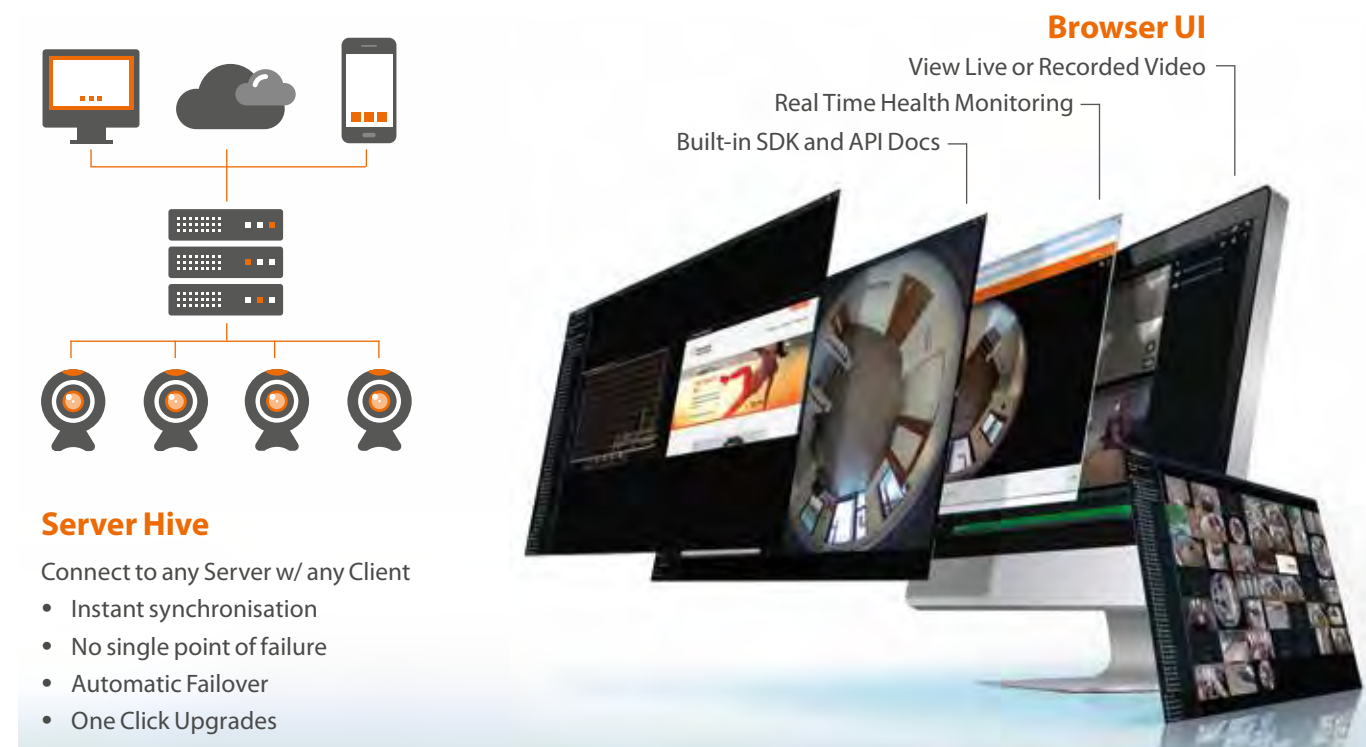 Browser UI
View Live or Recorded Video
Real Time Health Monitoring
Built-in SDK and API Docs
Server Hive
Connect to any Server w/ any Client
• Instant synchronisation
• No single point of failure
• Automatic Failover
• One Click Upgrades